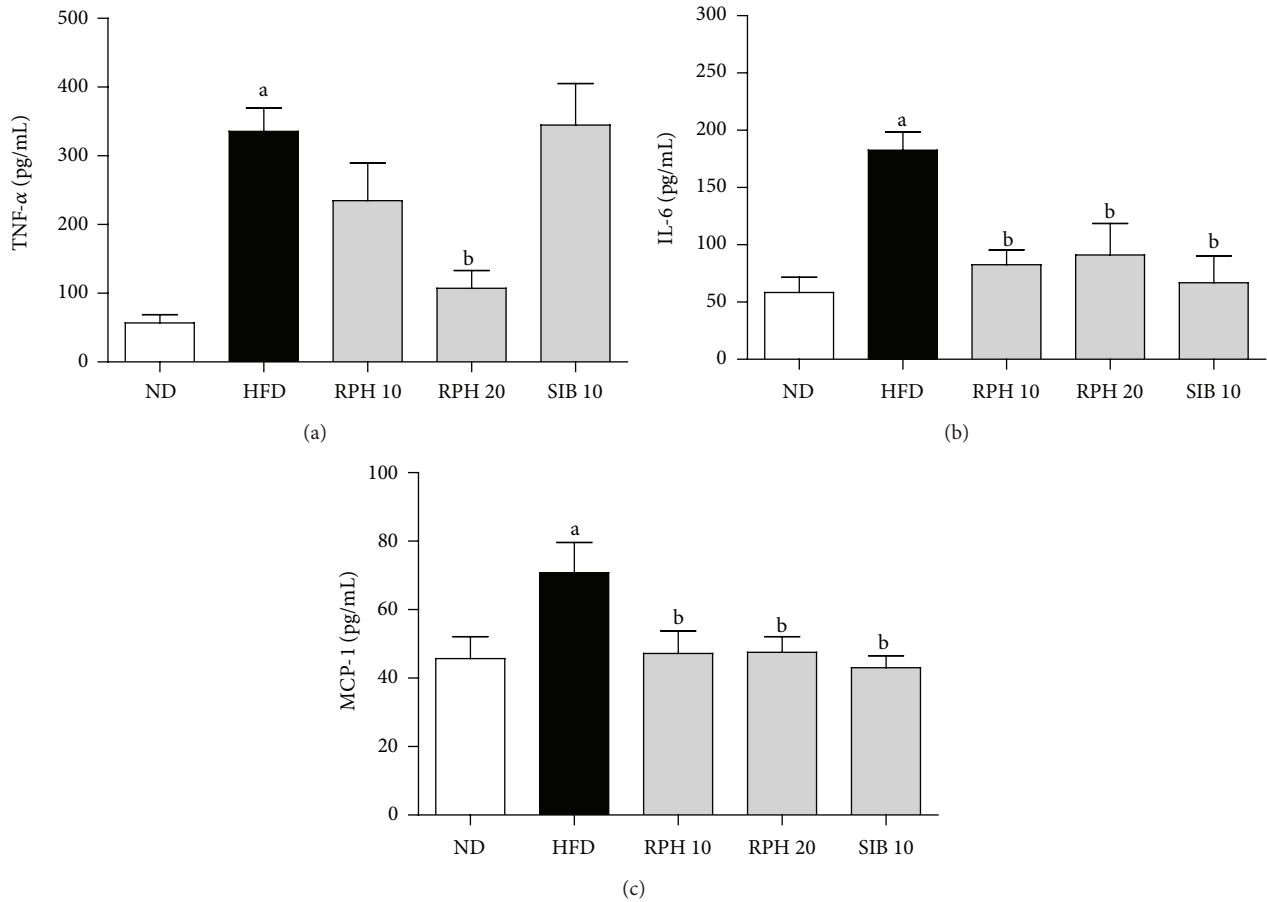 500
400
300
200
100
0
TNF-α (pg/mL)
a
b
ND HFD RPH 10 RPH 20 SIB 10
(a)
300
250
200
150
100
50
0
IL-6 (pg/mL)
a
b
b
b
ND HFD RPH 10 RPH 20 SIB 10
(b)
100
80
60
40
20
0
MCP-1 (pg/mL)
a
b
b
b
ND HFD RPH 10 RPH 20 SIB 10
(c)